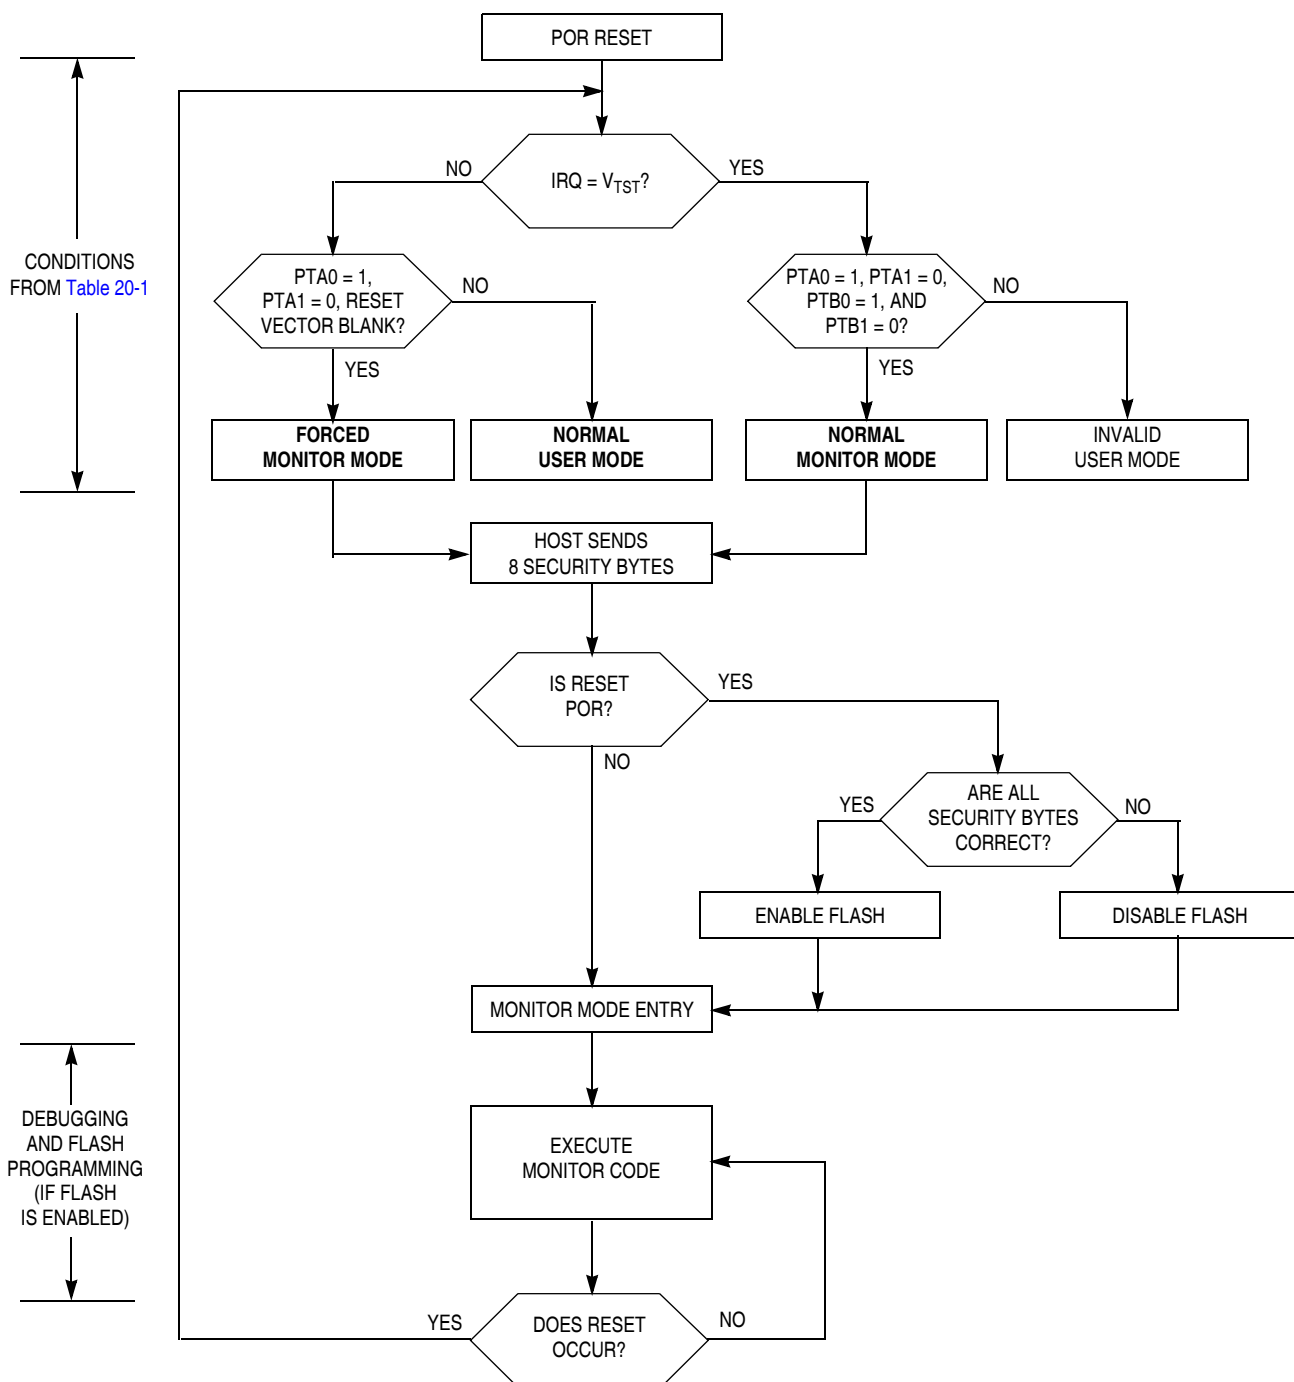 POR RESET
IRQ = VTST?
NO
YES
CONDITIONS
FROM Table 20-1
PTA0 = 1,
PTA1 = 0, RESET
VECTOR BLANK?
NO
YES
PTA0 = 1, PTA1 = 0,
PTB0 = 1, AND
PTB1 = 0?
NO
YES
FORCED
MONITOR MODE
NORMAL
USER MODE
NORMAL
MONITOR MODE
INVALID
USER MODE
HOST SENDS
8 SECURITY BYTES
IS RESET
POR?
YES
NO
ARE ALL
SECURITY BYTES
CORRECT?
YES
NO
ENABLE FLASH
DISABLE FLASH
MONITOR MODE ENTRY
DEBUGGING
AND FLASH
PROGRAMMING
(IF FLASH
IS ENABLED)
EXECUTE
MONITOR CODE
YES
DOES RESET
OCCUR?
NO